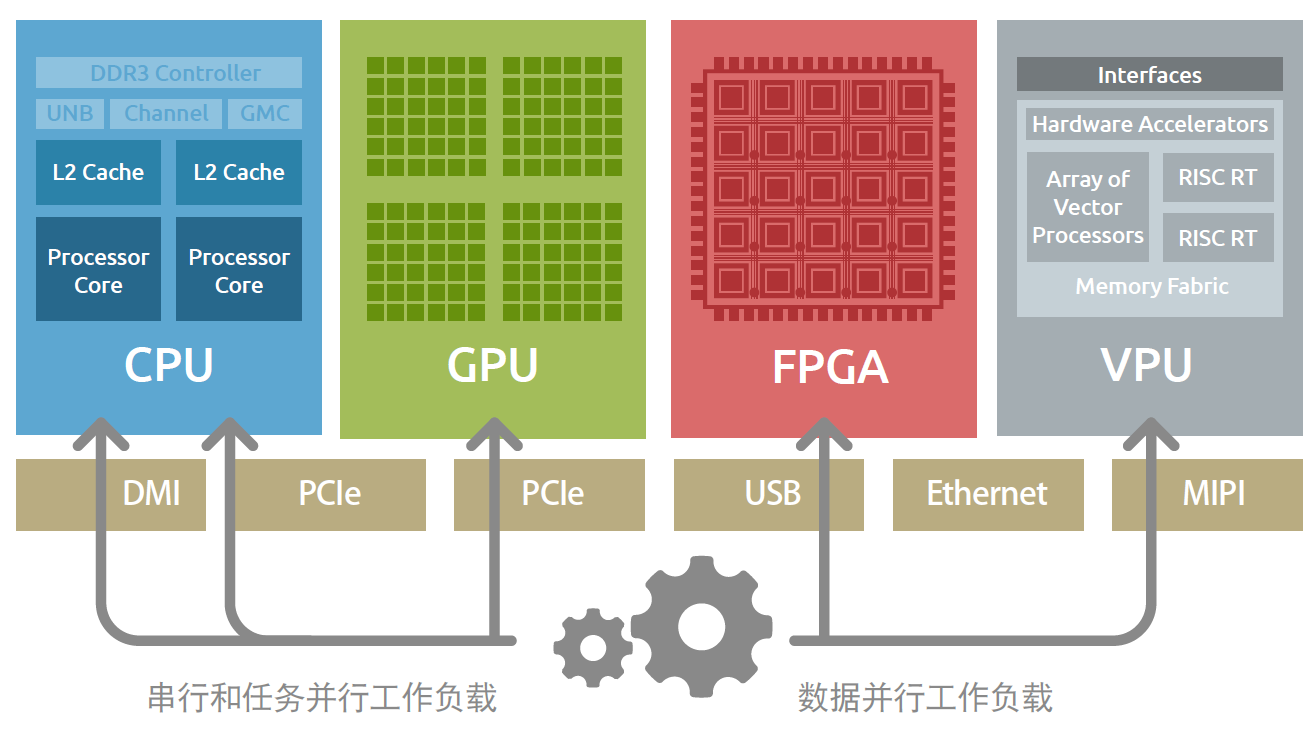 DDR3 Controller
UNB
Channel
GMC
L2 Cache
L2 Cache
Processor
Core
Processor
Core
CPU
GPU
FPGA
Interfaces
Hardware Accelerators
Array of
Vector
Processors
RISC RT
RISC RT
Memory Fabric
VPU
DMI
PCIe
PCIe
USB
Ethernet
MIPI
串行和任务并行工作负载
数据并行工作负载